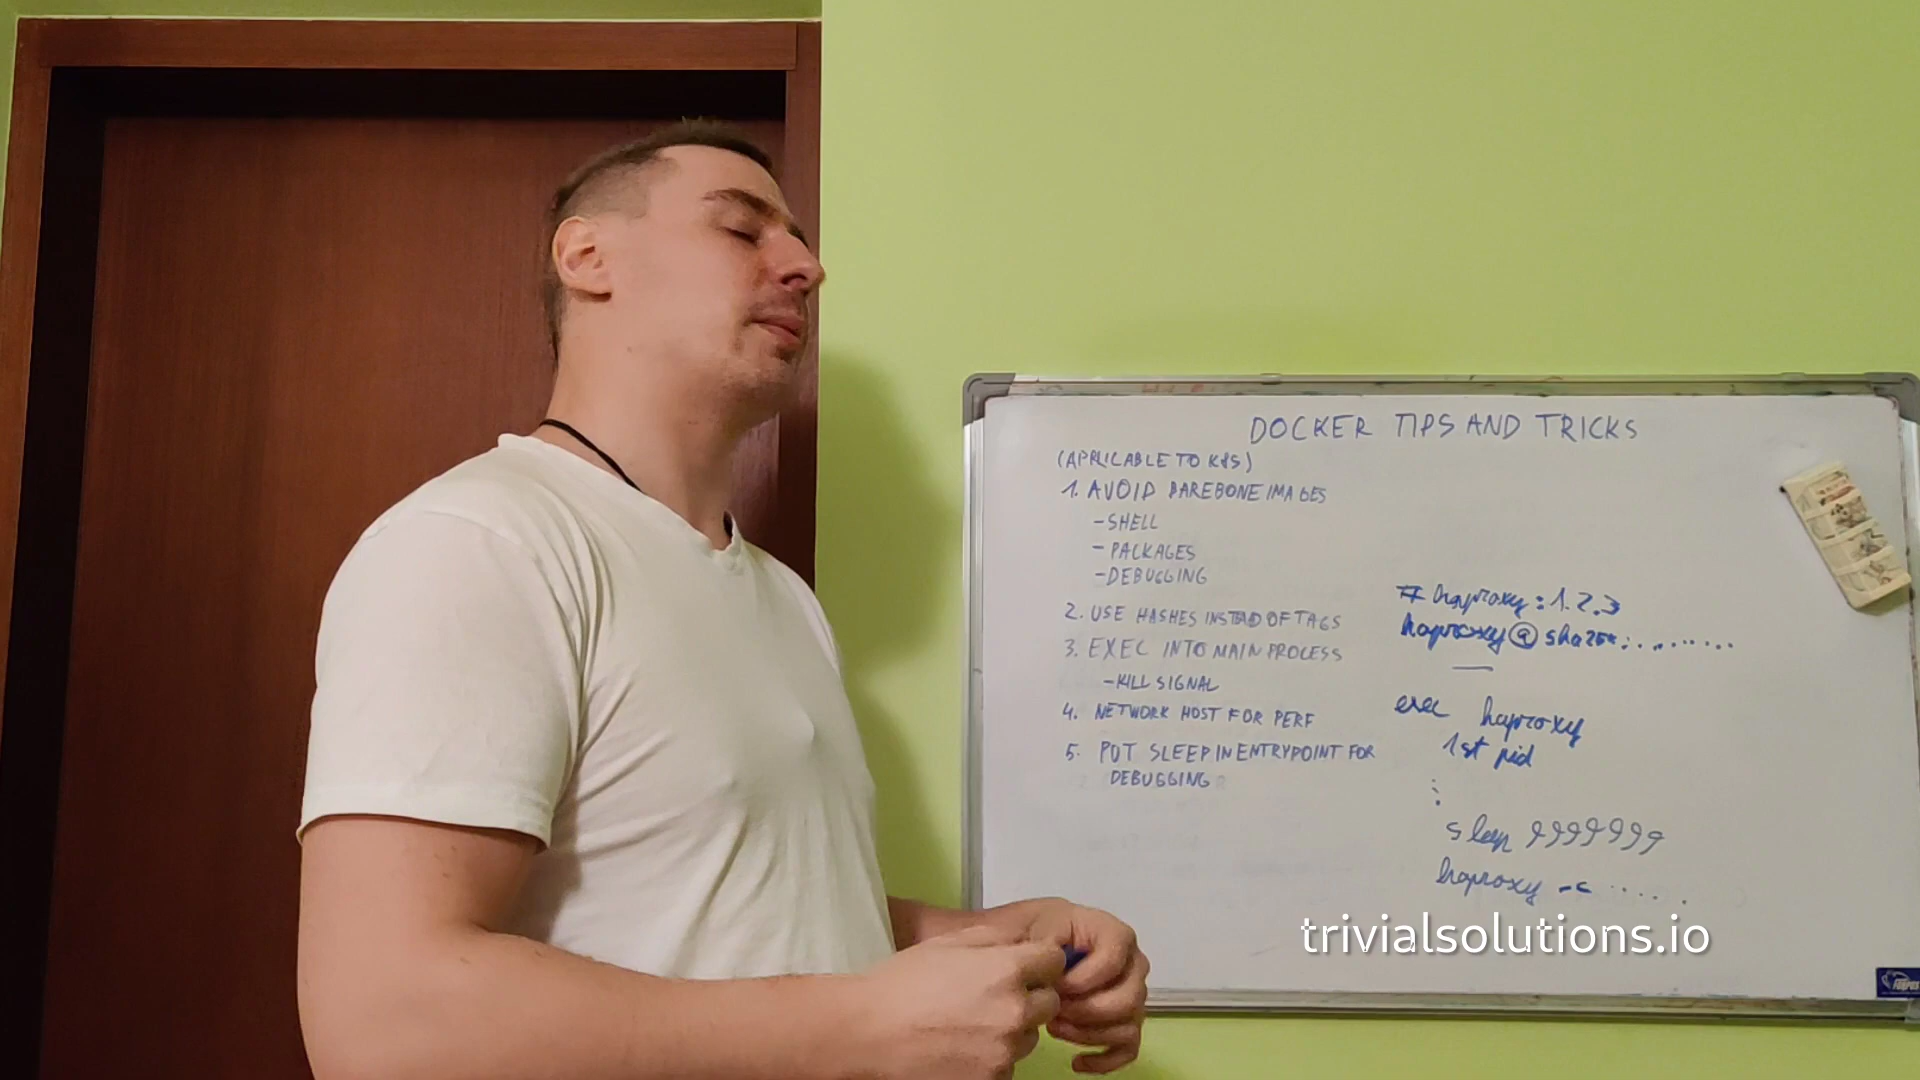 DOCKER TIPS AND TRICKS
(APPLICABLE TO K8S)
1. AVOID BAREBONE IMAGES
- SHELL
- PACKAGES
- DEBUGGING
2. USE HASHES INSTEAD OF TAGS
3. EXEC INTO MAIN PROCESS
- KILL SIGNAL
4. NETWORK HOST FOR PERF
5. PUT SLEEP IN ENTRYPOINT FOR
DEBUGGING
# haproxy:1.2.3
haproxy@sha256:.........
exec haproxy
1st pid
sleep 9999999
haproxy -c .....
trivialsolutions.io
FORPUS